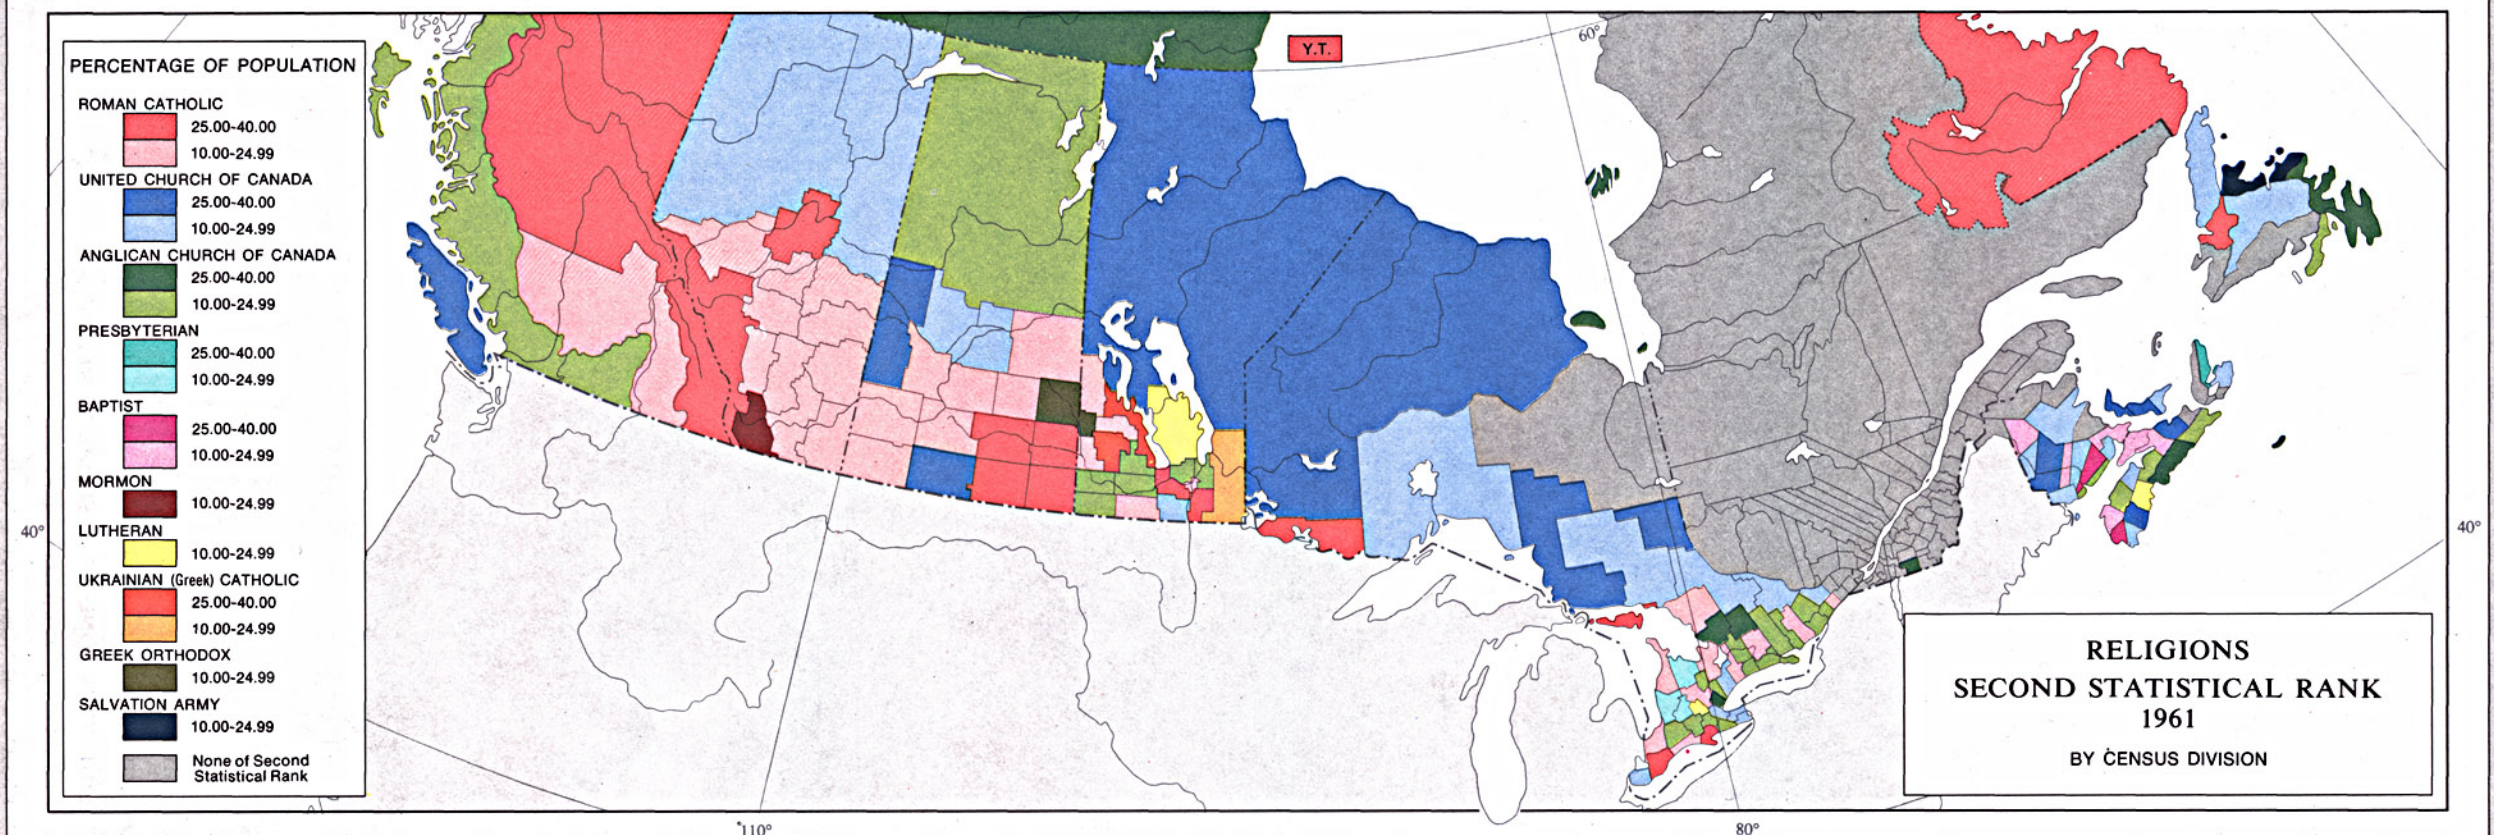 PERCENTAGE OF POPULATION
ROMAN CATHOLIC
25.00-40.00
10.00-24.99
UNITED CHURCH OF CANADA
25.00-40.00
10.00-24.99
ANGLICAN CHURCH OF CANADA
25.00-40.00
10.00-24.99
PRESBYTERIAN
25.00-40.00
10.00-24.99
BAPTIST
25.00-40.00
10.00-24.99
MORMON
10.00-24.99
LUTHERAN
10.00-24.99
UKRAINIAN (Greek) CATHOLIC
25.00-40.00
10.00-24.99
GREEK ORTHODOX
10.00-24.99
SALVATION ARMY
10.00-24.99
None of Second
Statistical Rank
Y.T.
60°
40°
40°
110°
80°
RELIGIONS
SECOND STATISTICAL RANK
1961
BY CENSUS DIVISION